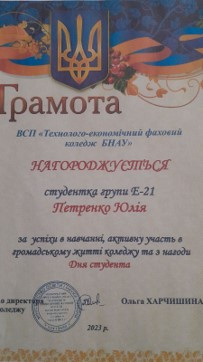 Грамота
ВСП «Технолого-економічний фаховий
коледж БНАУ»
НАГОРОДЖУЄТЬСЯ
студентка групи Е-21
Петренко Юлія
за успіхи в навчанні, активну участь в
громадському житті коледжу та з нагоди
Дня студента
директора
коледжу
Ольга ХАРЧИШИНА
2023 р.